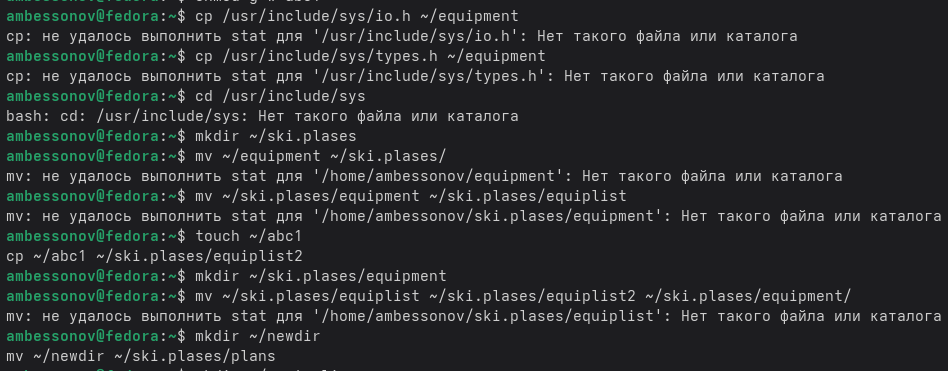 ambessonov@fedora:~$ cp /usr/include/sys/io.h ~/equipment
cp: не удалось выполнить stat для '/usr/include/sys/io.h': Нет такого файла или каталога
ambessonov@fedora:~$ cp /usr/include/sys/types.h ~/equipment
cp: не удалось выполнить stat для '/usr/include/sys/types.h': Нет такого файла или каталога
ambessonov@fedora:~$ cd /usr/include/sys
bash: cd: /usr/include/sys: Нет такого файла или каталога
ambessonov@fedora:~$ mkdir ~/ski.plases
ambessonov@fedora:~$ mv ~/equipment ~/ski.plases/
mv: не удалось выполнить stat для '/home/ambessonov/equipment': Нет такого файла или каталога
ambessonov@fedora:~$ mv ~/ski.plases/equipment ~/ski.plases/equiplist
mv: не удалось выполнить stat для '/home/ambessonov/ski.plases/equipment': Нет такого файла или каталога
ambessonov@fedora:~$ touch ~/abc1
cp ~/abc1 ~/ski.plases/equiplist2
ambessonov@fedora:~$ mkdir ~/ski.plases/equipment
ambessonov@fedora:~$ mv ~/ski.plases/equiplist ~/ski.plases/equiplist2 ~/ski.plases/equipment/
mv: не удалось выполнить stat для '/home/ambessonov/ski.plases/equiplist': Нет такого файла или каталога
ambessonov@fedora:~$ mkdir ~/newdir
mv ~/newdir ~/ski.plases/plans